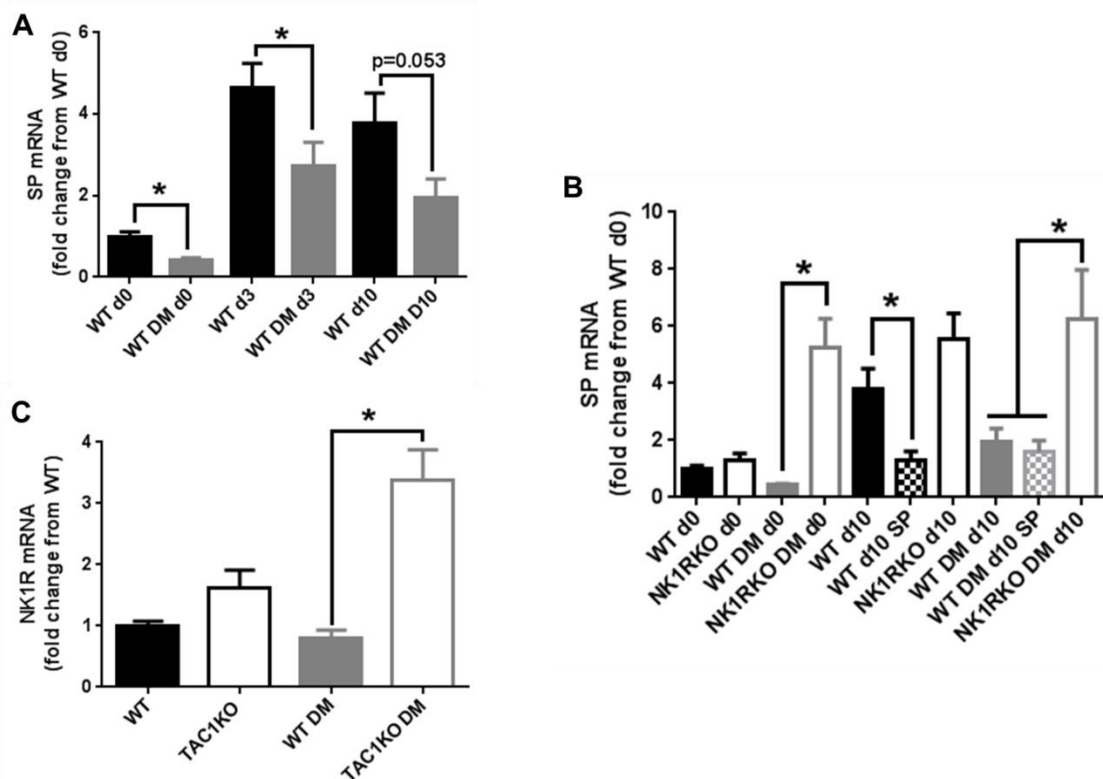 A
SP mRNA
(fold change from WT d0)
6
4
2
0
*
*
p=0.053
WT d0
WT DM d0
WT d3
WT DM d3
WT d10
WT DM D10
B
SP mRNA
(fold change from WT d0)
10
8
6
4
2
0
*
*
*
WT d0
NK1RKO d0
WT DM d0
NK1RKO DM d0
WT d10
WT d10 SP
NK1RKO d10
WT DM d10
WT DM d10 SP
NK1RKO DM d10
C
NK1R mRNA
(fold change from WT)
4
3
2
1
0
*
WT
TAC1KO
WT DM
TAC1KO DM